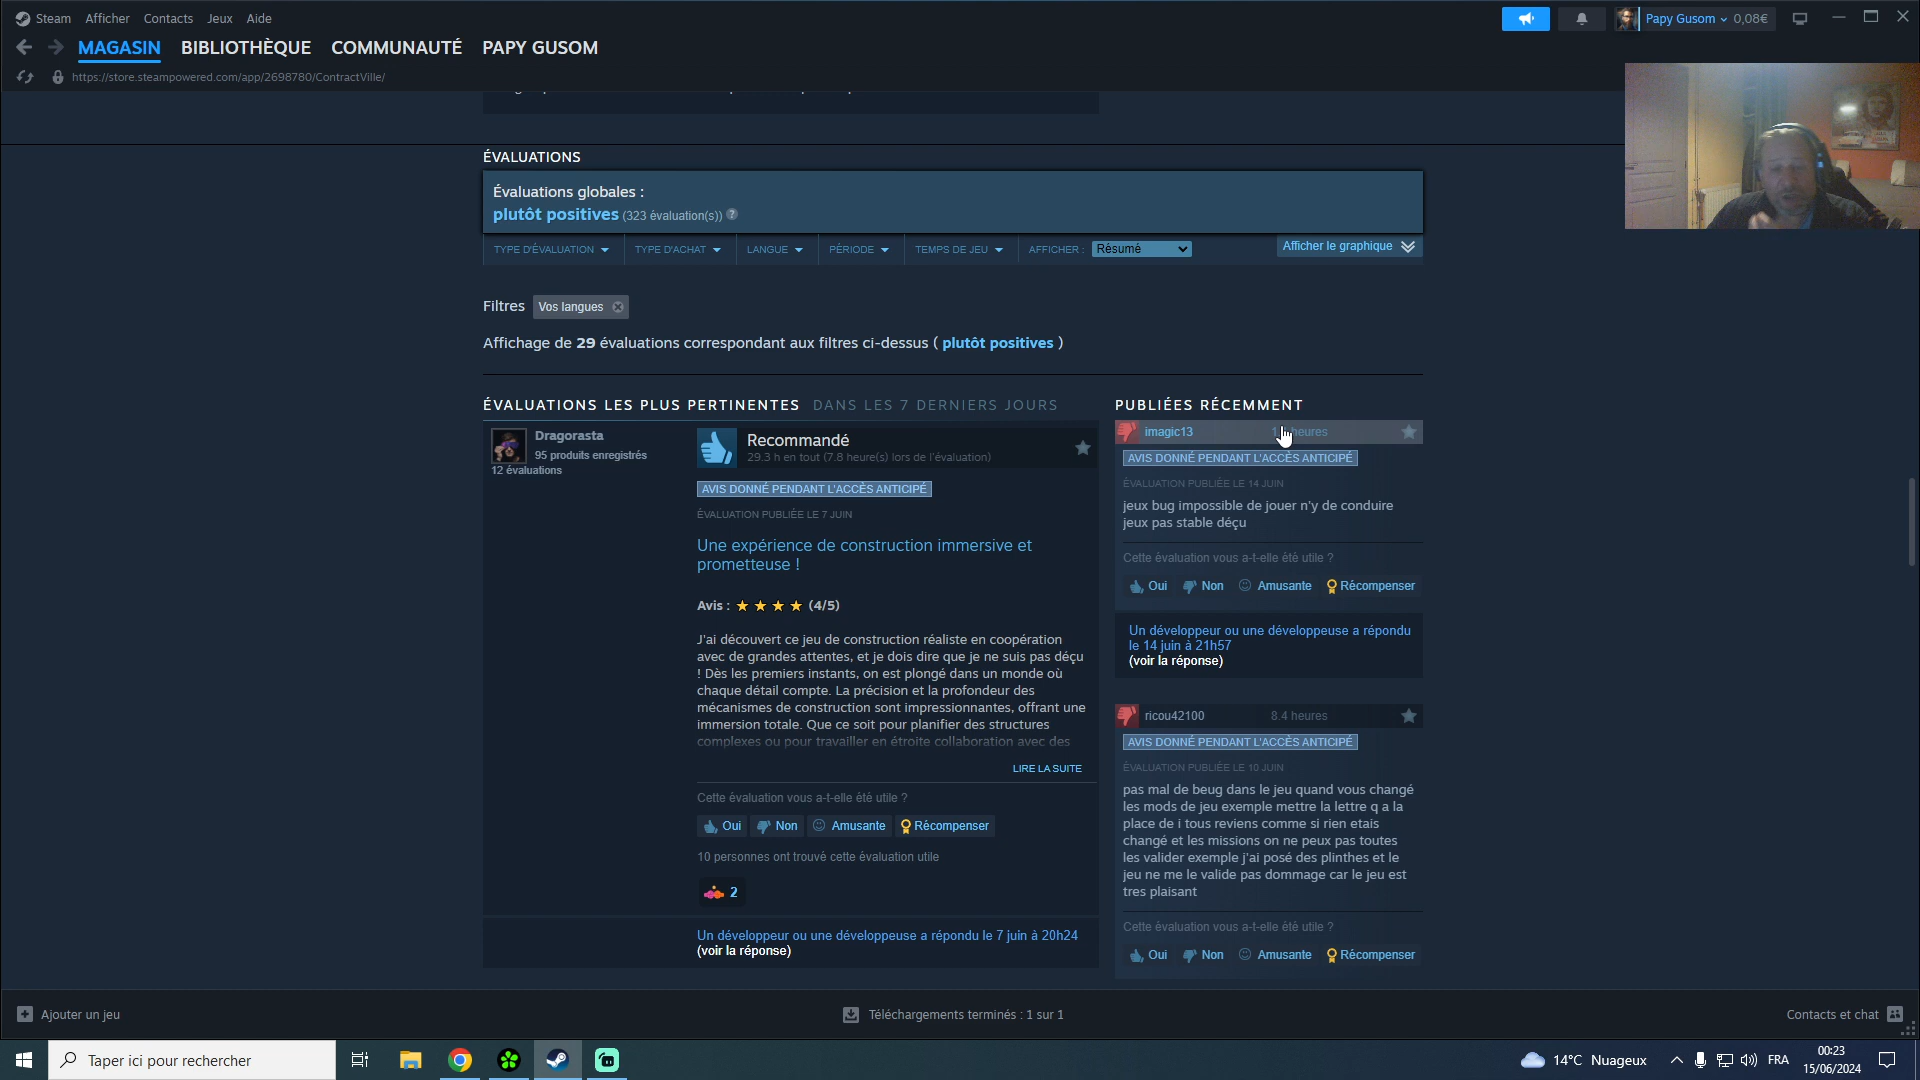 Steam Afficher Contacts Jeux Aide
Papy Gusom 0,08€
MAGASIN BIBLIOTHÈQUE COMMUNAUTÉ PAPY GUSOM
https://store.steampowered.com/app/2698780/ContractVille/
ÉVALUATIONS
Évaluations globales :
plutôt positives (323 évaluation(s)) ?
TYPE D'ÉVALUATION TYPE D'ACHAT LANGUE PÉRIODE TEMPS DE JEU AFFICHER : Résumé Afficher le graphique
Filtres Vos langues
Affichage de 29 évaluations correspondant aux filtres ci-dessus ( plutôt positives )
ÉVALUATIONS LES PLUS PERTINENTES DANS LES 7 DERNIERS JOURS
Dragorasta
95 produits enregistrés
12 évaluations
Recommandé
29.3 h en tout (7.8 heure(s) lors de l'évaluation)
AVIS DONNÉ PENDANT L'ACCÈS ANTICIPÉ
ÉVALUATION PUBLIÉE LE 7 JUIN
Une expérience de construction immersive et
prometteuse !
Avis : ★ ★ ★ ★ (4/5)
J'ai découvert ce jeu de construction réaliste en coopération
avec de grandes attentes, et je dois dire que je ne suis pas déçu
! Dès les premiers instants, on est plongé dans un monde où
chaque détail compte. La précision et la profondeur des
mécanismes de construction sont impressionnantes, offrant une
immersion totale. Que ce soit pour planifier des structures
complexes ou pour travailler en étroite collaboration avec des
LIRE LA SUITE
Cette évaluation vous a-t-elle été utile ?
Oui Non Amusante Récompenser
10 personnes ont trouvé cette évaluation utile
2
Un développeur ou une développeuse a répondu le 7 juin à 20h24
(voir la réponse)
PUBLIÉES RÉCEMMENT
imagic13 heures
AVIS DONNÉ PENDANT L'ACCÈS ANTICIPÉ
ÉVALUATION PUBLIÉE LE 14 JUIN
jeux bug impossible de jouer n'y de conduire
jeux pas stable déçu
Cette évaluation vous a-t-elle été utile ?
Oui Non Amusante Récompenser
Un développeur ou une développeuse a répondu
le 14 juin à 21h57
(voir la réponse)
ricou42100 8.4 heures
AVIS DONNÉ PENDANT L'ACCÈS ANTICIPÉ
ÉVALUATION PUBLIÉE LE 10 JUIN
pas mal de beug dans le jeu quand vous changé
les mods de jeu exemple mettre la lettre q a la
place de i tous reviens comme si rien etais
changé et les missions on ne peux pas toutes
les valider exemple j'ai posé des plinthes et le
jeu ne me le valide pas dommage car le jeu est
tres plaisant
Cette évaluation vous a-t-elle été utile ?
Oui Non Amusante Récompenser
Ajouter un jeu
Téléchargements terminés : 1 sur 1
Contacts et chat
Taper ici pour rechercher
14°C Nuageux
FRA
00:23
15/06/2024